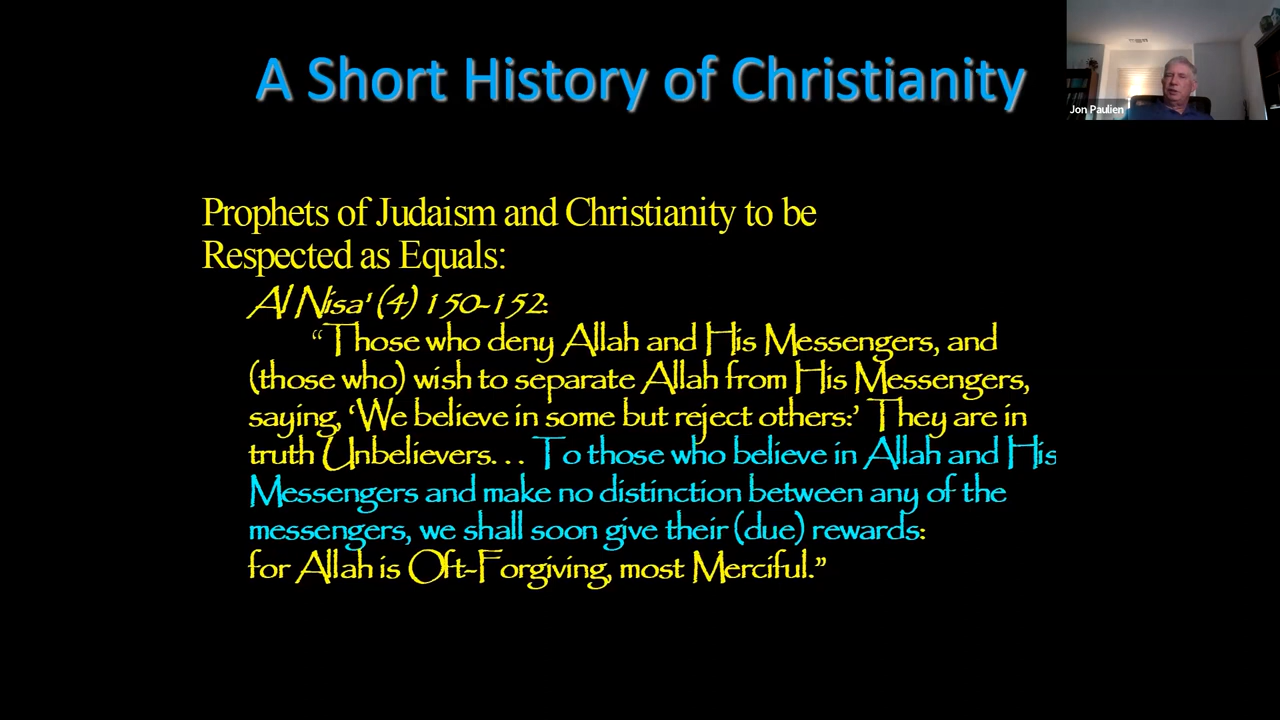 A Short History of Christianity
Jon Paulien
Prophets of Judaism and Christianity to be
Respected as Equals:
Al Nisa' (4) 150-152:
“Those who deny Allah and His Messengers, and
(those who) wish to separate Allah from His Messengers,
saying, ‘We believe in some but reject others:’ They are in
truth Unbelievers… To those who believe in Allah and His
Messengers and make no distinction between any of the
messengers, we shall soon give their (due) rewards:
for Allah is Oft-Forgiving, most Merciful.”